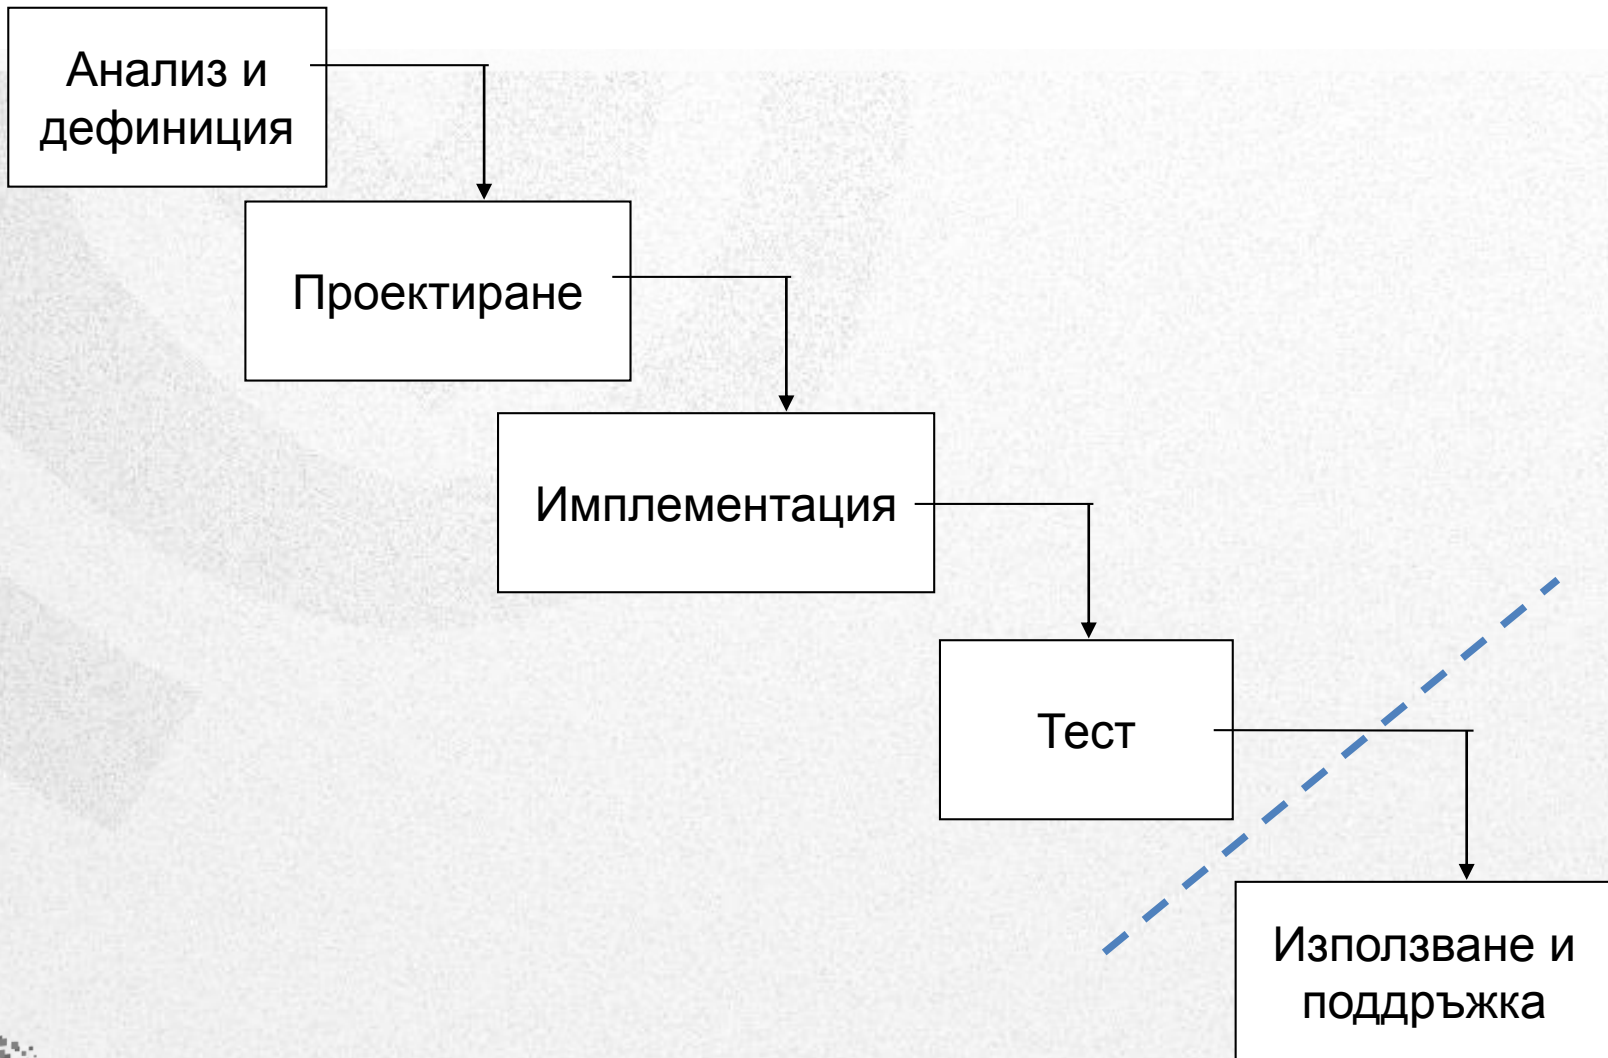 Анализ и
дефиниция
Проектиране
Имплементация
Тест
Използване и
поддръжка